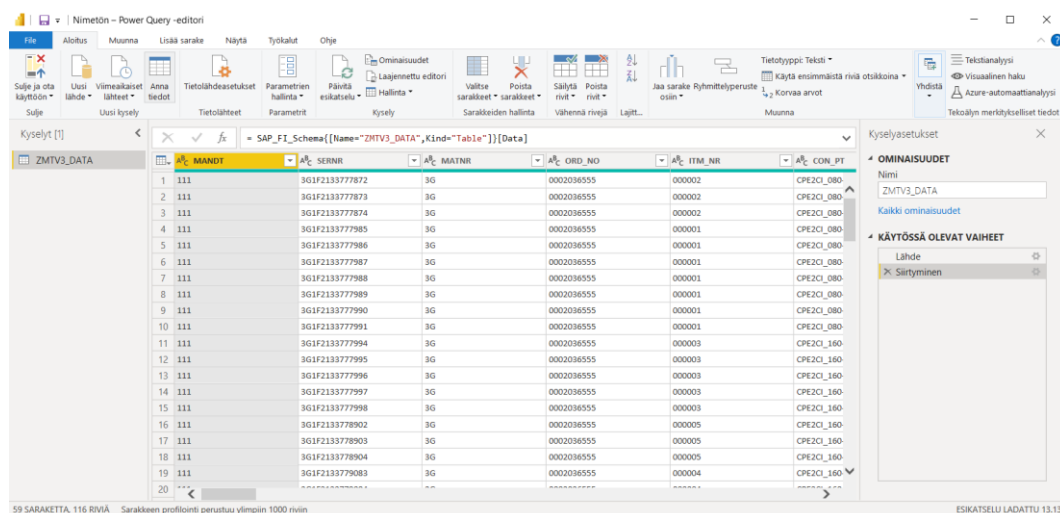 Nimetön – Power Query -editori
File Aloitus Muunna Lisää sarake Näytä Työkalut Ohje
Sulje ja ota käyttöön
Uusi lähde
Viimeaikaiset lähteet
Anna tiedot
Tietolähdeasetukset
Parametrien hallinta
Päivitä esikatselu
Ominaisuudet
Laajennettu editori
Hallinta
Valitse sarakkeet
Poista sarakkeet
Säilytä rivit
Poista rivit
Jaa sarake osiin
Ryhmittelyperuste
Tietotyyppi: Teksti
Käytä ensimmäistä riviä otsikkoina
Korvaa arvot
Yhdistä
Tekstianalyysi
Visuaalinen haku
Azure-automaattianalyysi
Sulje Uusi kysely Tietolähteet Parametrit Kysely Sarakkeiden hallinta Vähennä rivejä Lajitt... Muunna Tekoälyn merkitykselliset tiedot
Kyselyt [1]
ZMTV3_DATA
fx = SAP_FI_Schema{[Name="ZMTV3_DATA",Kind="Table"]}[Data]
MANDT SERNR MATNR ORD_NO ITM_NR CON_PT
1 111 3G1F2133777872 3G 0002036555 000002 CPE2CI_080-
2 111 3G1F2133777873 3G 0002036555 000002 CPE2CI_080-
3 111 3G1F2133777874 3G 0002036555 000002 CPE2CI_080-
4 111 3G1F2133777985 3G 0002036555 000001 CPE2CI_080-
5 111 3G1F2133777986 3G 0002036555 000001 CPE2CI_080-
6 111 3G1F2133777987 3G 0002036555 000001 CPE2CI_080-
7 111 3G1F2133777988 3G 0002036555 000001 CPE2CI_080-
8 111 3G1F2133777989 3G 0002036555 000001 CPE2CI_080-
9 111 3G1F2133777990 3G 0002036555 000001 CPE2CI_080-
10 111 3G1F2133777991 3G 0002036555 000001 CPE2CI_080-
11 111 3G1F2133777994 3G 0002036555 000003 CPE2CI_160-
12 111 3G1F2133777995 3G 0002036555 000003 CPE2CI_160-
13 111 3G1F2133777996 3G 0002036555 000003 CPE2CI_160-
14 111 3G1F2133777997 3G 0002036555 000003 CPE2CI_160-
15 111 3G1F2133777998 3G 0002036555 000003 CPE2CI_160-
16 111 3G1F2133778902 3G 0002036555 000005 CPE2CI_160-
17 111 3G1F2133778903 3G 0002036555 000005 CPE2CI_160-
18 111 3G1F2133778904 3G 0002036555 000005 CPE2CI_160-
19 111 3G1F2133779083 3G 0002036555 000004 CPE2CI_160-
20
Kyselyasetukset
OMINAISUUDET
Nimi
ZMTV3_DATA
Kaikki ominaisuudet
KÄYTÖSSÄ OLEVAT VAIHEET
Lähde
Siirtyminen
59 SARAKETTA, 116 RIVIÄ Sarakkeen profilointi perustuu ylimpiin 1000 riviin
ESIKATSELU LADATTU 13.13